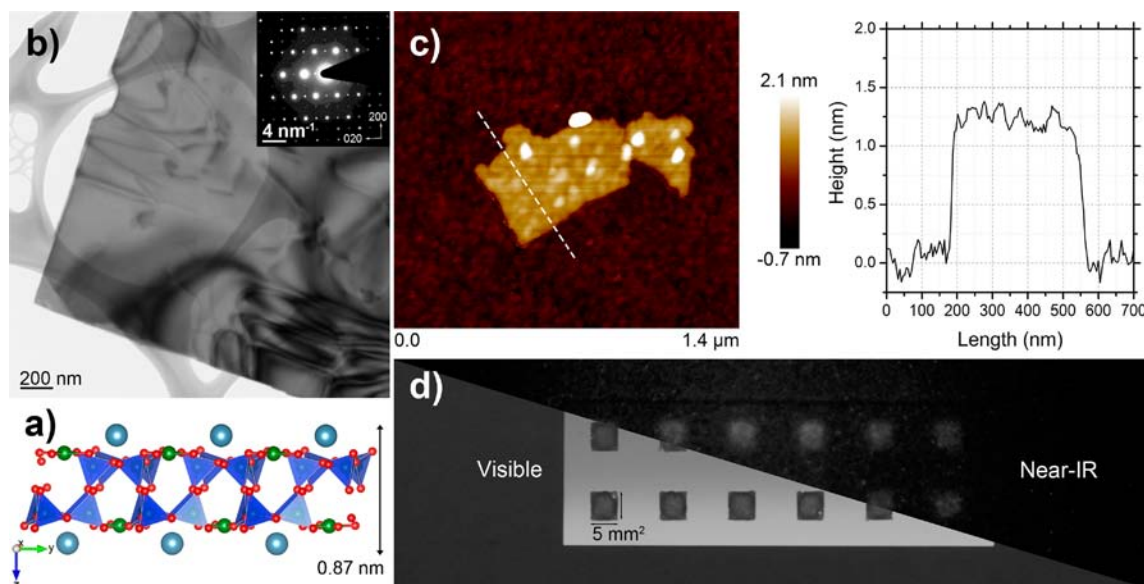 b)
4 nm⁻¹
200
020
200 nm
c)
2.1 nm
-0.7 nm
0.0
1.4 µm
2.0
1.5
1.0
0.5
0.0
Height (nm)
0 100 200 300 400 500 600 700
Length (nm)
a)
x
y
z
0.87 nm
d)
Visible
Near-IR
5 mm²